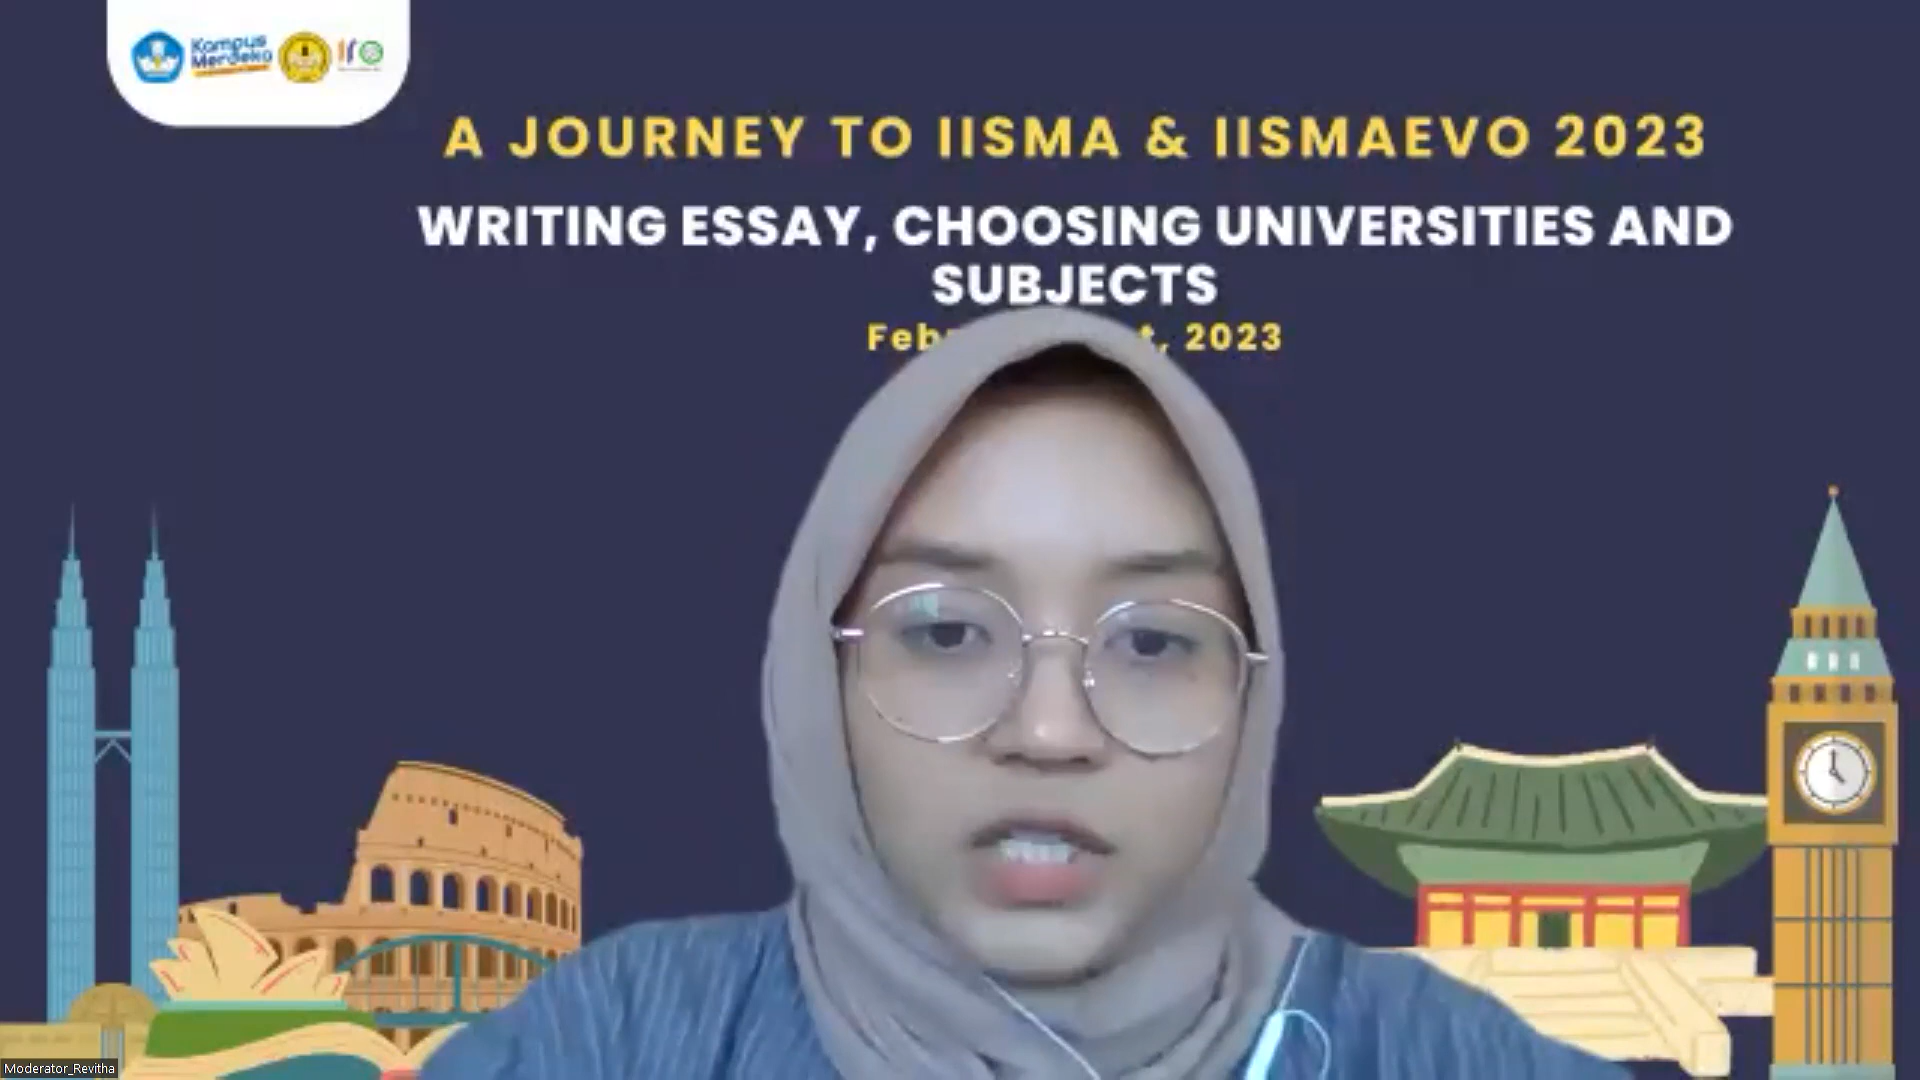 Kampus
Merdeka
A JOURNEY TO IISMA & IISMAEVO 2023
WRITING ESSAY, CHOOSING UNIVERSITIES AND
SUBJECTS
2023
Moderator_Revitha